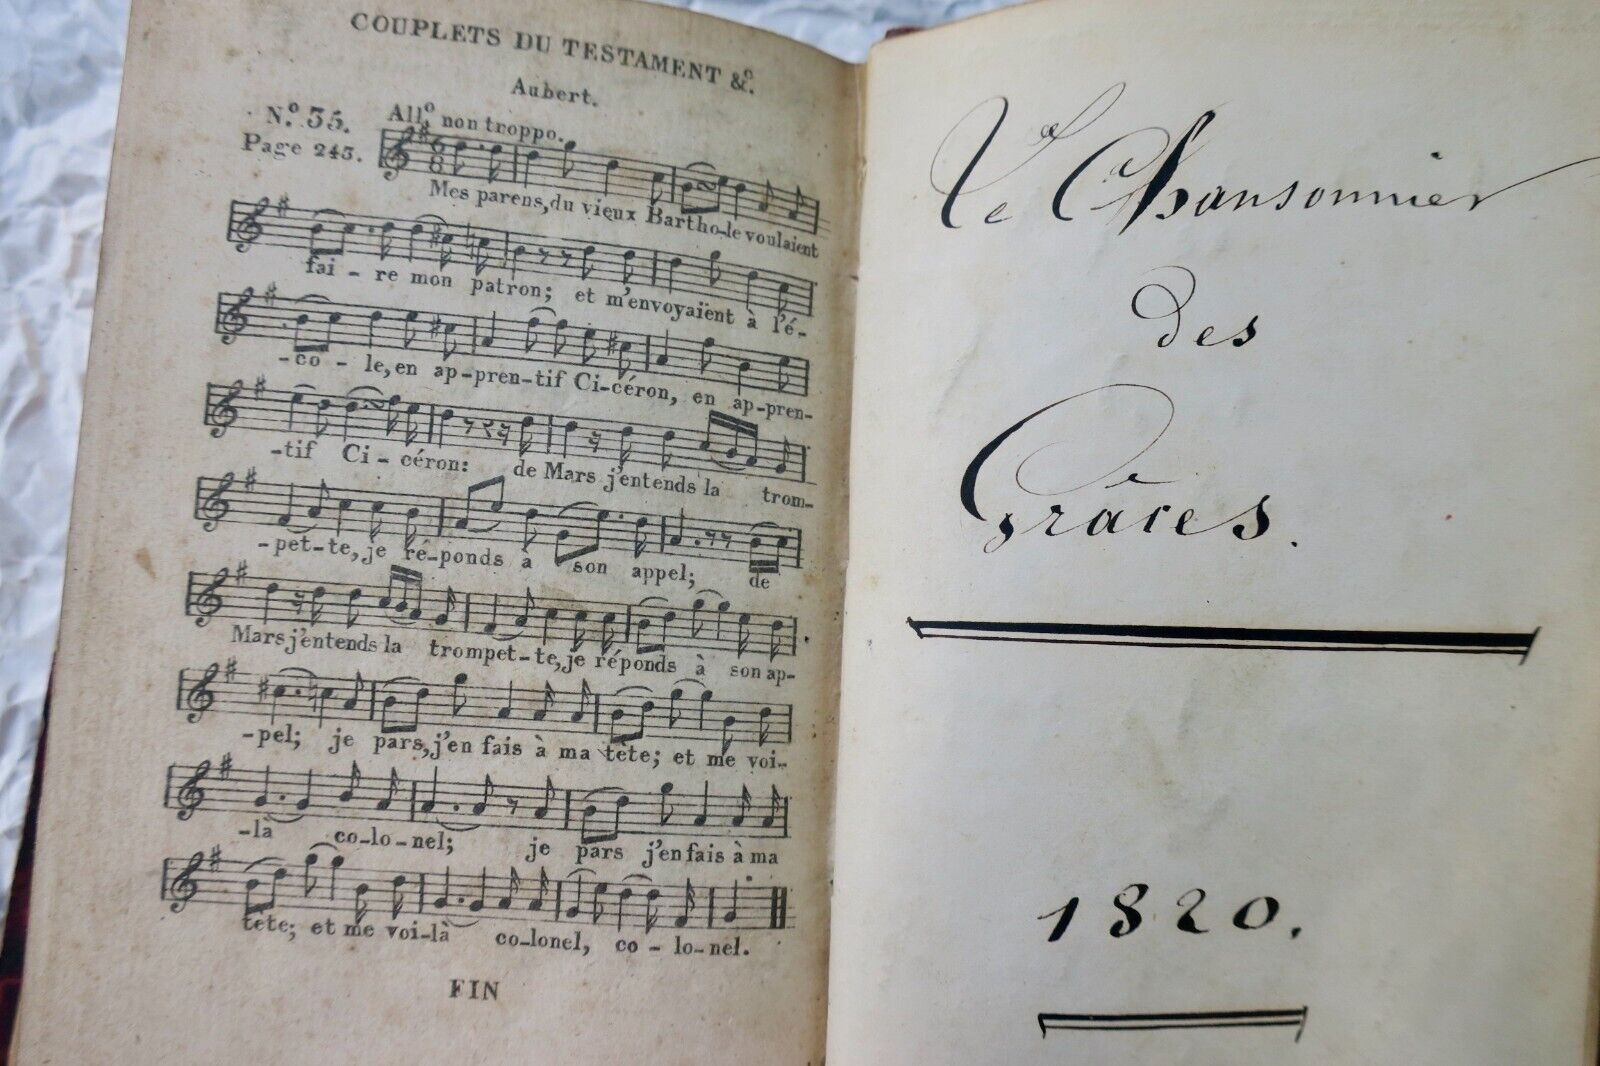 COUPLETS DU TESTAMENT &c.
Aubert.
No. 35.
Page 243.
Allo. non troppo.
Mes parens, du vieux Bartho-le voulaient
fai - re mon patron; et m'envoyaïent à l'é-
-co - le, en ap-pren-tif Ci-céron, en ap-pren-
-tif Ci - céron: de Mars j'entends la trom-
-pet-te, je ré-ponds à son appel; de
Mars j'entends la trompet-te, je réponds à son ap-
-pel; je pars, j'en fais à ma tète; et me voi-
-là co-lo-nel; je pars j'en fais à ma
tète; et me voi-là co-lonel, co - lo-nel.
FIN
Le Chansonnier
des
Grâces.
1820.